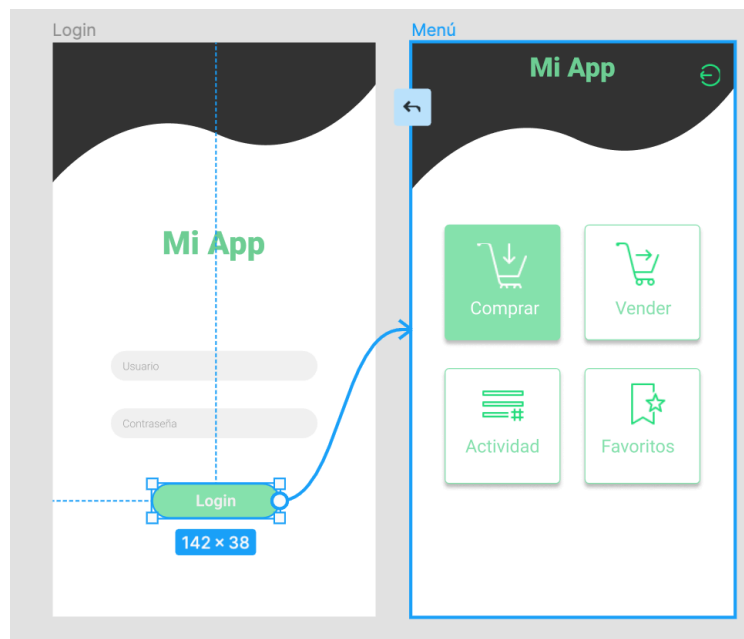 Login
Menú
Mi App
Mi App
Usuario
Contraseña
Login
142 × 38
Comprar
Vender
Actividad
Favoritos